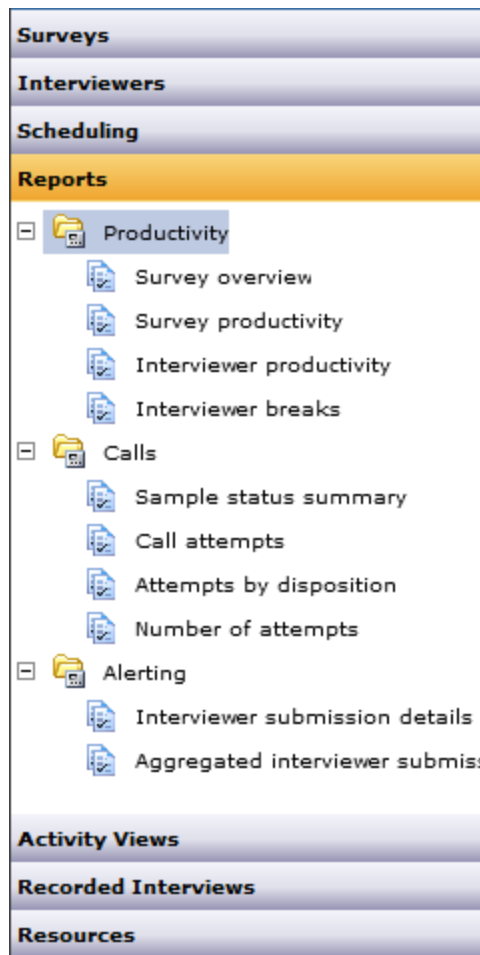 Surveys
Interviewers
Scheduling
Reports
Productivity
Survey overview
Survey productivity
Interviewer productivity
Interviewer breaks
Calls
Sample status summary
Call attempts
Attempts by disposition
Number of attempts
Alerting
Interviewer submission details
Aggregated interviewer
Activity Views
Recorded Interviews
Resources